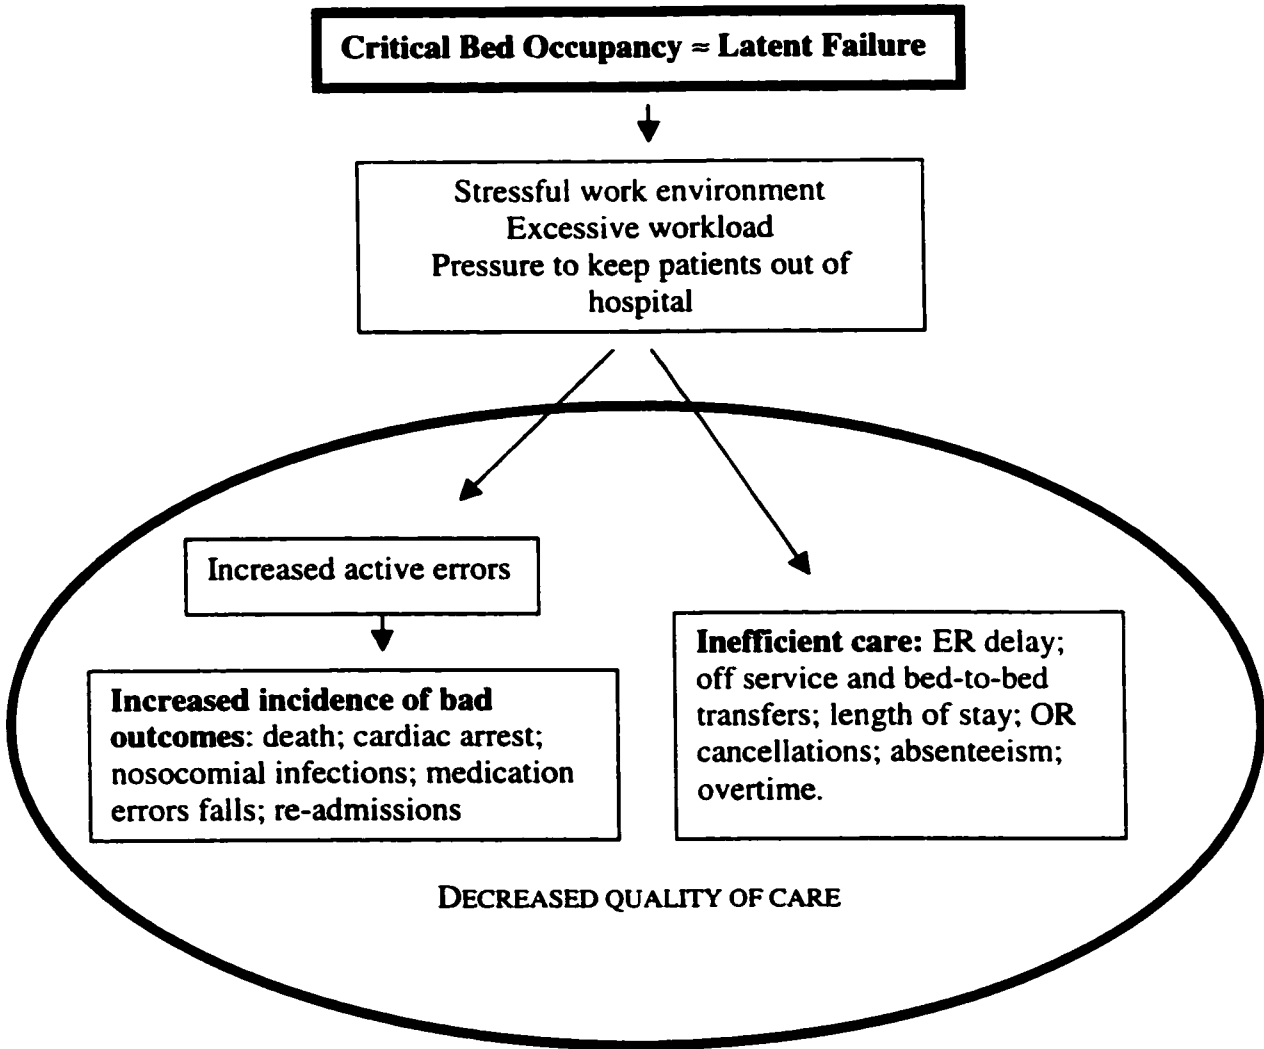 Critical Bed Occupancy ≈ Latent Failure
Stressful work environment
Excessive workload
Pressure to keep patients out of
hospital
Increased active errors
Increased incidence of bad
outcomes: death; cardiac arrest;
nosocomial infections; medication
errors falls; re-admissions
Inefficient care: ER delay;
off service and bed-to-bed
transfers; length of stay; OR
cancellations; absenteeism;
overtime.
DECREASED QUALITY OF CARE